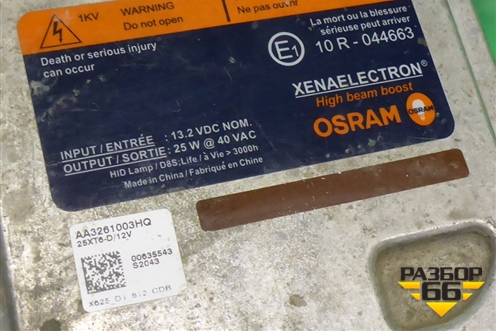 1KV
WARNING
Do not open
Ne pas ouvrir
Death or serious injury
can occur
La mort ou la blessure
sérieuse peut arriver
E1
10 R - 044663
XENAELECTRON®
High beam boost
OSRAM
OSRAM
INPUT / ENTRÉE : 13.2 VDC NOM.
OUTPUT / SORTIE : 25 W @ 40 VAC
HID Lamp / D8S; Life / à Vie > 3000h
Made in China / Fabriqué en Chine
AA3261003HQ
25XT6-D/12V
00635543
S2043
РАЗБОР
66